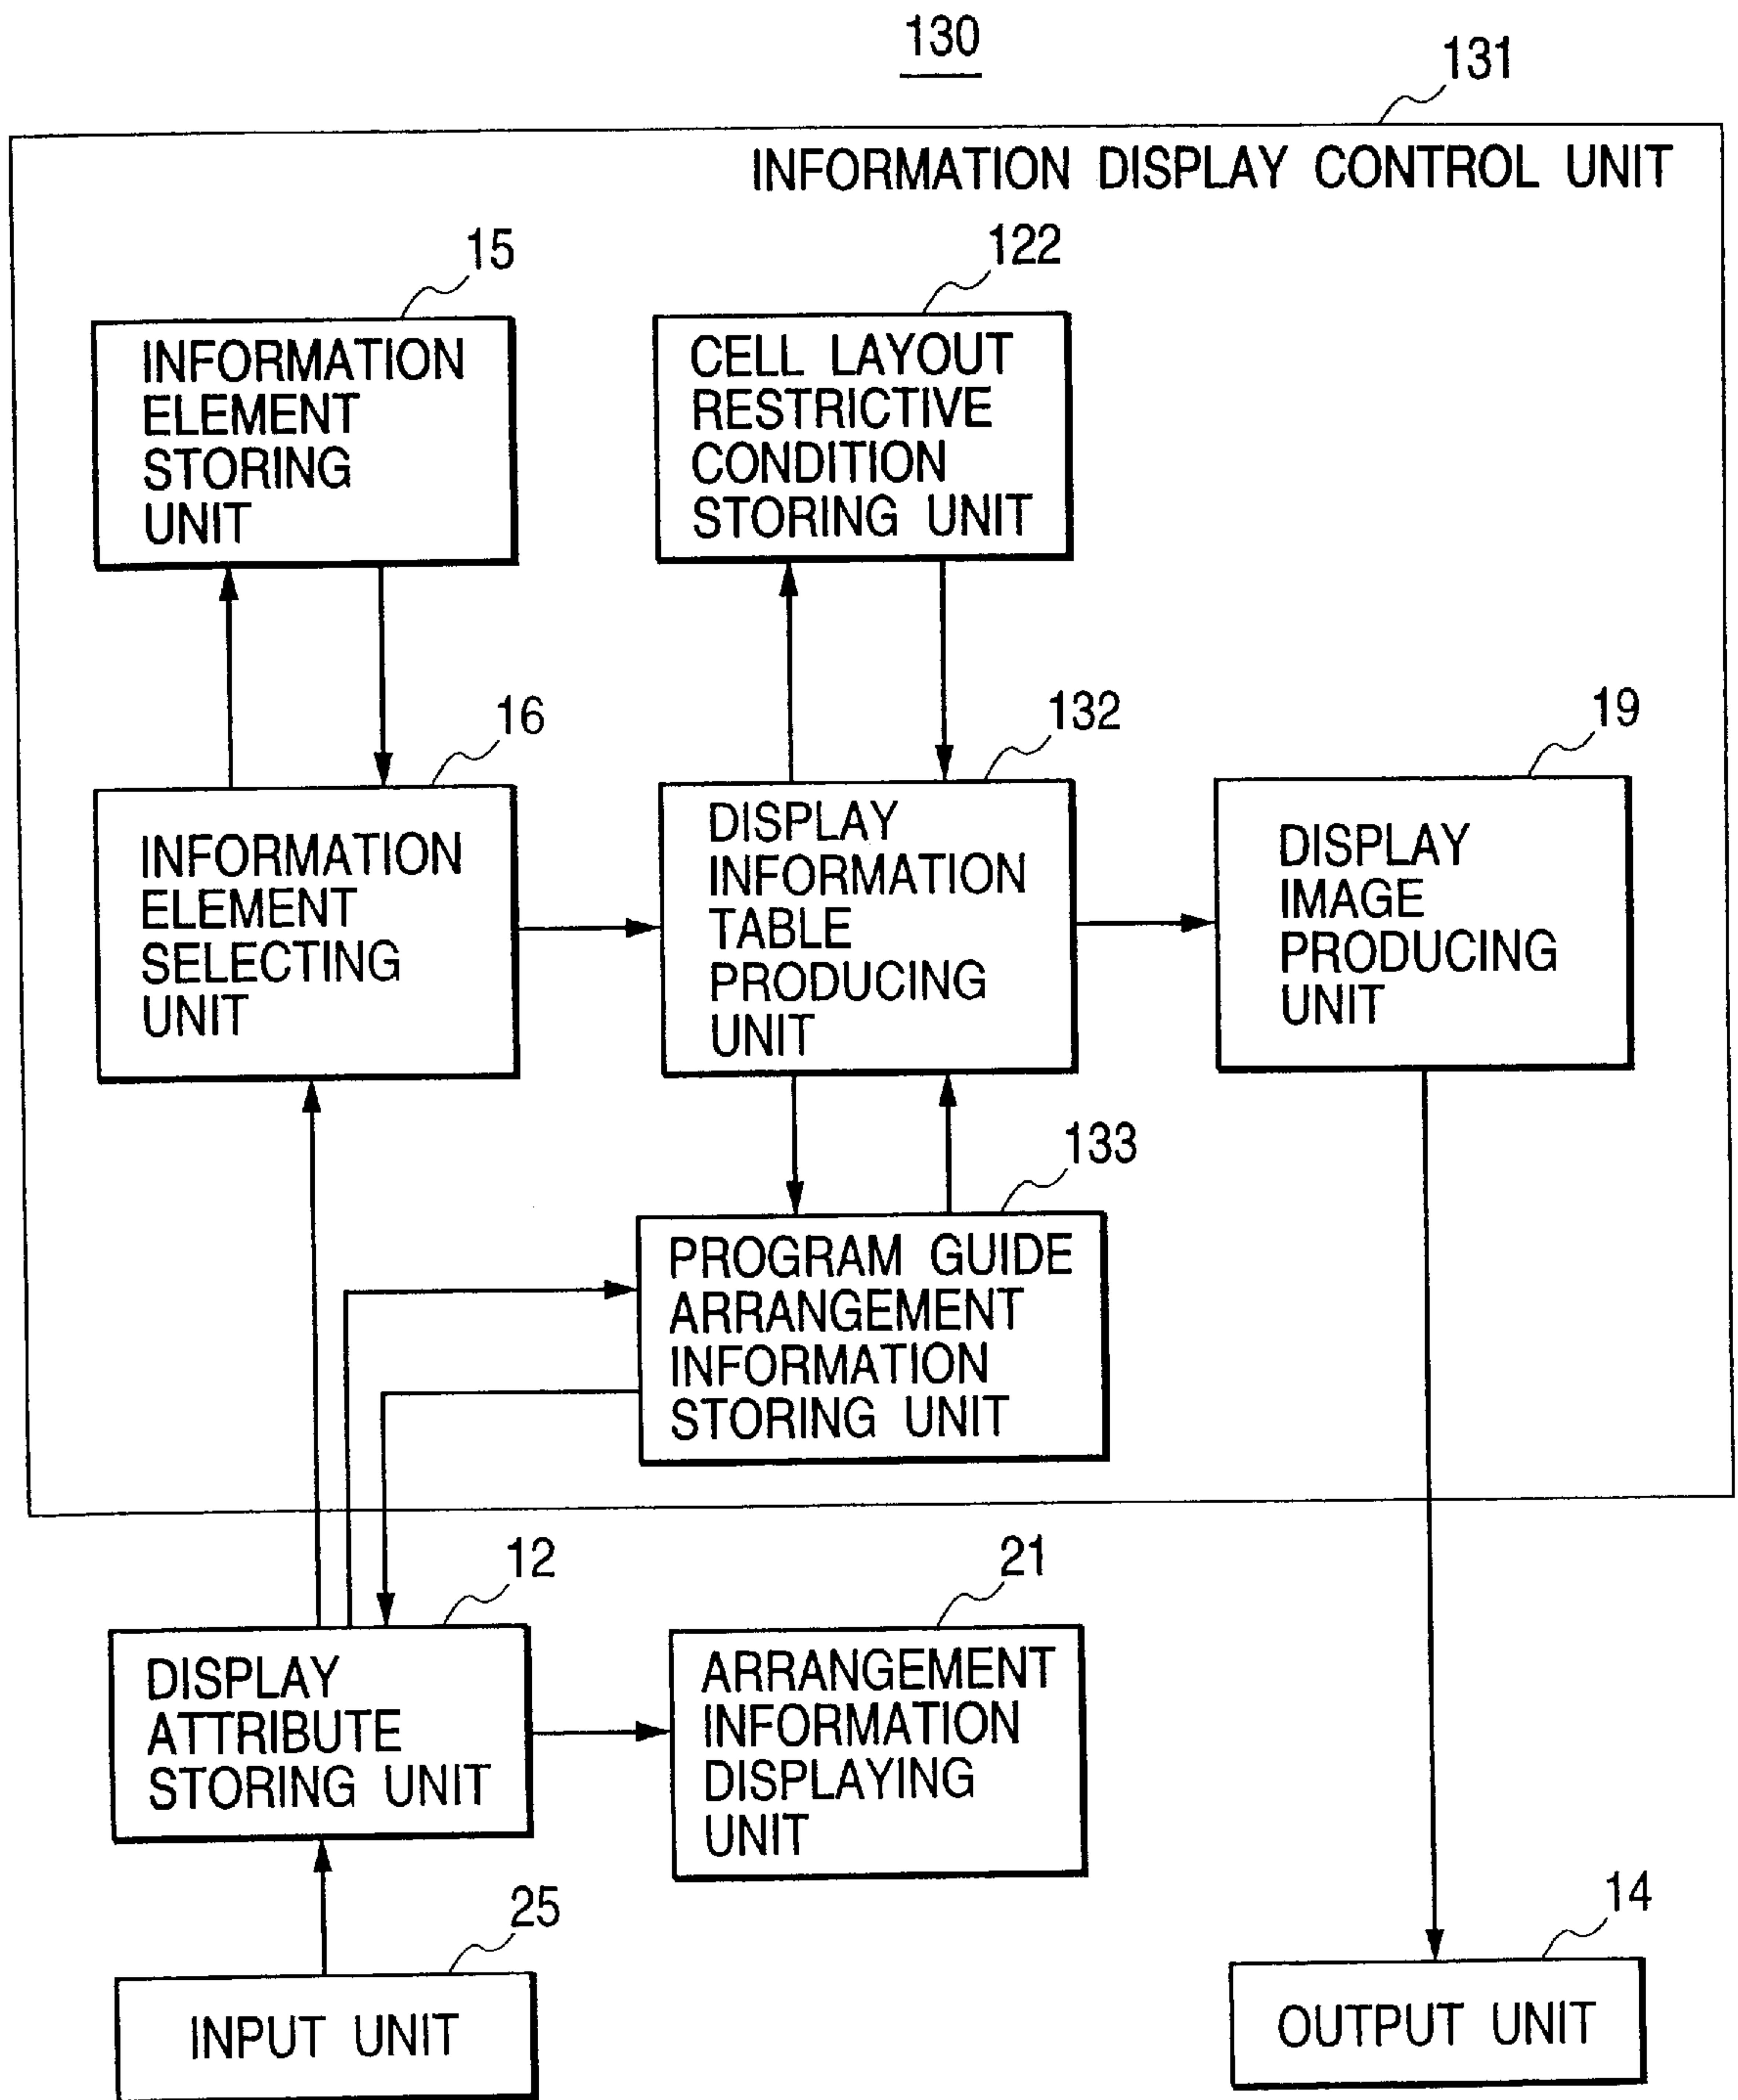 130
131
INFORMATION DISPLAY CONTROL UNIT
15
INFORMATION
ELEMENT
STORING
UNIT
122
CELL LAYOUT
RESTRICTIVE
CONDITION
STORING UNIT
16
INFORMATION
ELEMENT
SELECTING
UNIT
132
DISPLAY
INFORMATION
TABLE
PRODUCING
UNIT
19
DISPLAY
IMAGE
PRODUCING
UNIT
133
PROGRAM GUIDE
ARRANGEMENT
INFORMATION
STORING UNIT
12
DISPLAY
ATTRIBUTE
STORING UNIT
21
ARRANGEMENT
INFORMATION
DISPLAYING
UNIT
25
INPUT UNIT
14
OUTPUT UNIT